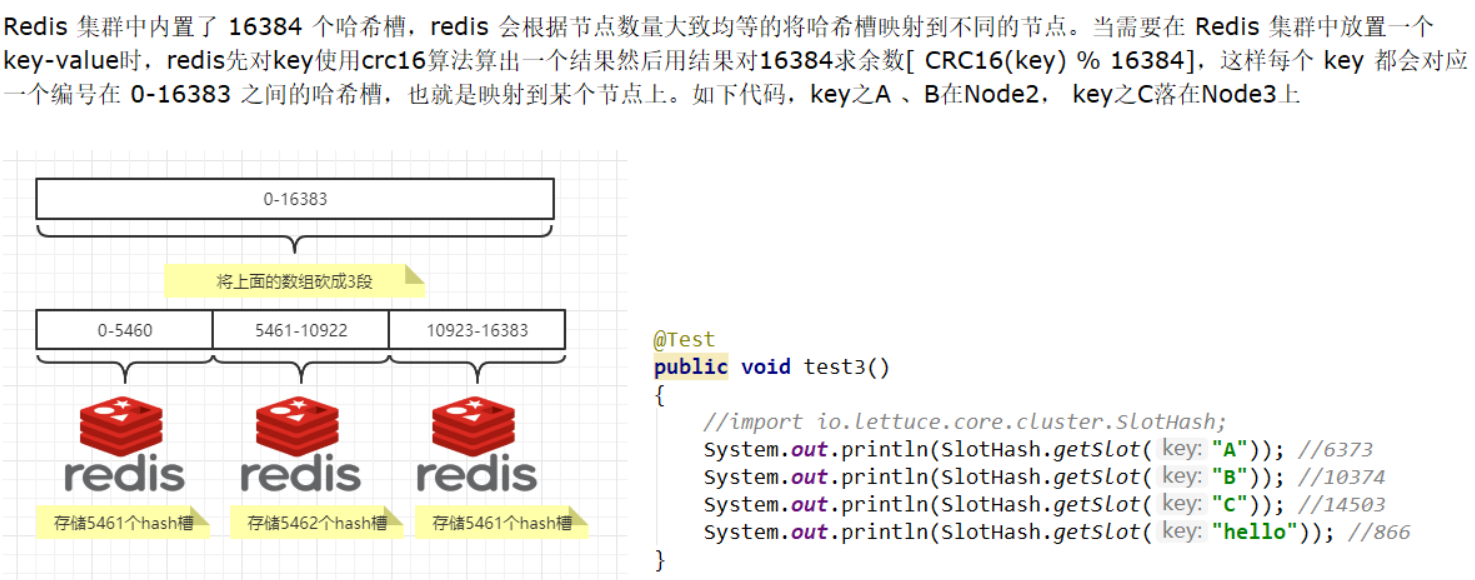 Redis 集群中内置了 16384 个哈希槽，redis 会根据节点数量大致均等的将哈希槽映射到不同的节点。当需要在 Redis 集群中放置一个
key-value时，redis先对key使用crc16算法算出一个结果然后用结果对16384求余数[ CRC16(key) % 16384]，这样每个 key 都会对应
一个编号在 0-16383 之间的哈希槽，也就是映射到某个节点上。如下代码，key之A 、B在Node2， key之C落在Node3上
0-16383
将上面的数组砍成3段
0-5460
5461-10922
10923-16383
redis
redis
redis
存储5461个hash槽
存储5462个hash槽
存储5461个hash槽
@Test
public void test3()
{
//import io.lettuce.core.cluster.SlotHash;
System.out.println(SlotHash.getSlot( key: "A")); //6373
System.out.println(SlotHash.getSlot( key: "B")); //10374
System.out.println(SlotHash.getSlot( key: "C")); //14503
System.out.println(SlotHash.getSlot( key: "hello")); //866
}